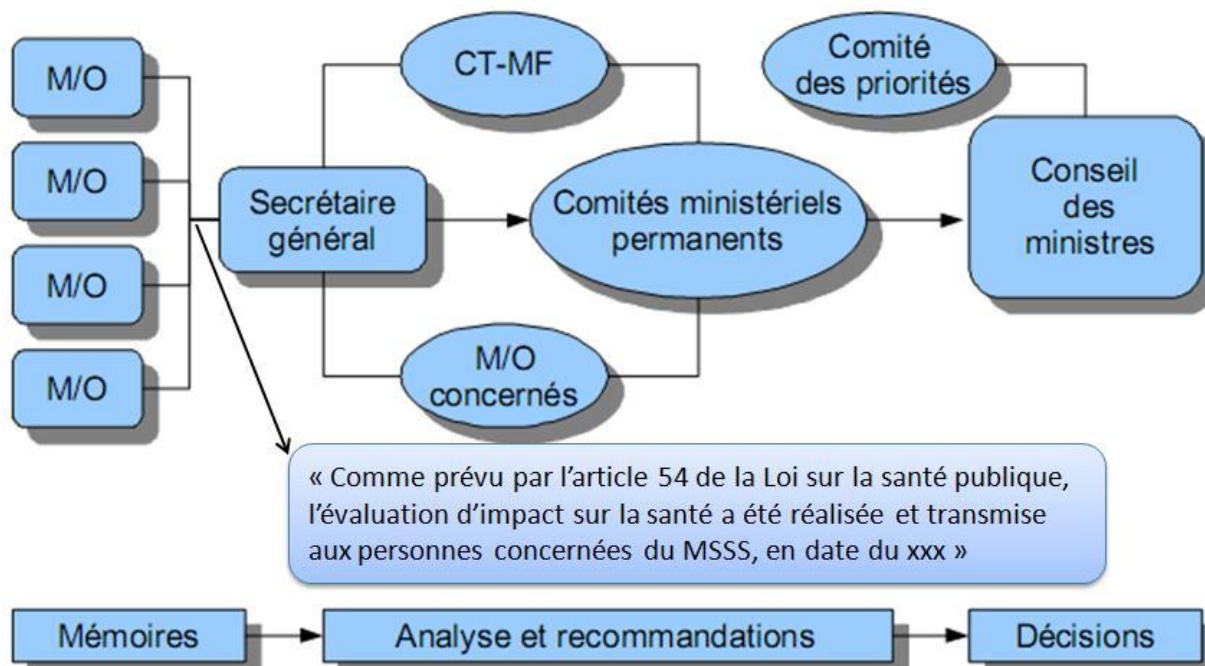 M/O
M/O
M/O
M/O
Secrétaire
général
CT-MF
M/O
concernés
Comités ministériels
permanents
Comité
des priorités
Conseil
des
ministres
« Comme prévu par l’article 54 de la Loi sur la santé publique,
l’évaluation d’impact sur la santé a été réalisée et transmise
aux personnes concernées du MSSS, en date du xxx »
Mémoires
Analyse et recommandations
Décisions